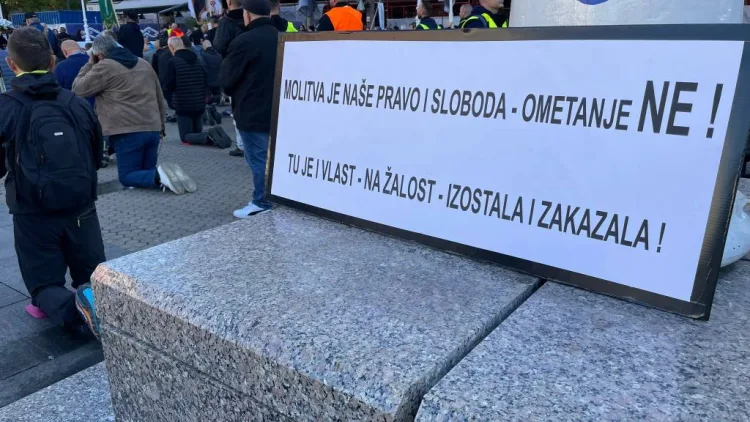 MOLITVA JE NAŠE PRAVO I SLOBODA - OMETANJE NE !
TU JE I VLAST - NA ŽALOST - IZOSTALA I ZAKAZALA !